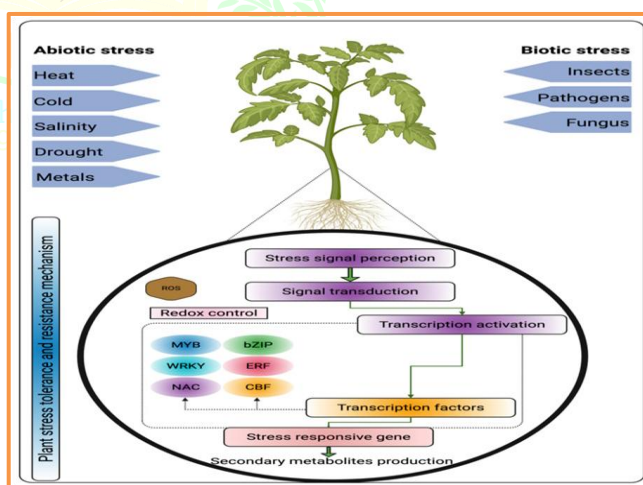 Abiotic stress
Heat
Cold
Salinity
Drought
Metals
Biotic stress
Insects
Pathogens
Fungus
Plant stress tolerance and resistance mechanism
Stress signal perception
ROS
Signal transduction
Redox control
Transcription activation
MYB
bZIP
WRKY
ERF
NAC
CBF
Transcription factors
Stress responsive gene
Secondary metabolites production